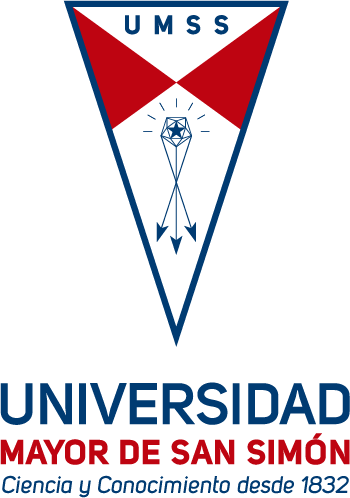 UMSS
UNIVERSIDAD
MAYOR DE SAN SIMÓN
Ciencia y Conocimiento desde 1832